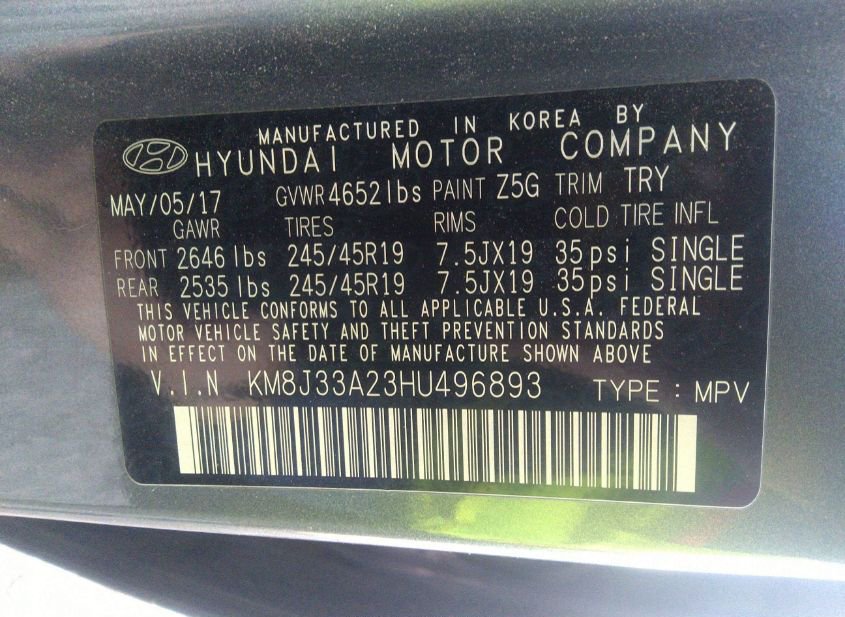 MANUFACTURED IN KOREA BY
HYUNDAI MOTOR COMPANY
MAY/05/17 GVWR 4652 lbs PAINT Z5G TRIM TRY
GAWR TIRES RIMS COLD TIRE INFL
FRONT 2646 lbs 245/45R19 7.5JX19 35psi SINGLE
REAR 2535 lbs 245/45R19 7.5JX19 35psi SINGLE
THIS VEHICLE CONFORMS TO ALL APPLICABLE U.S.A. FEDERAL
MOTOR VEHICLE SAFETY AND THEFT PREVENTION STANDARDS
IN EFFECT ON THE DATE OF MANUFACTURE SHOWN ABOVE
V.I.N KM8J33A23HU496893 TYPE : MPV